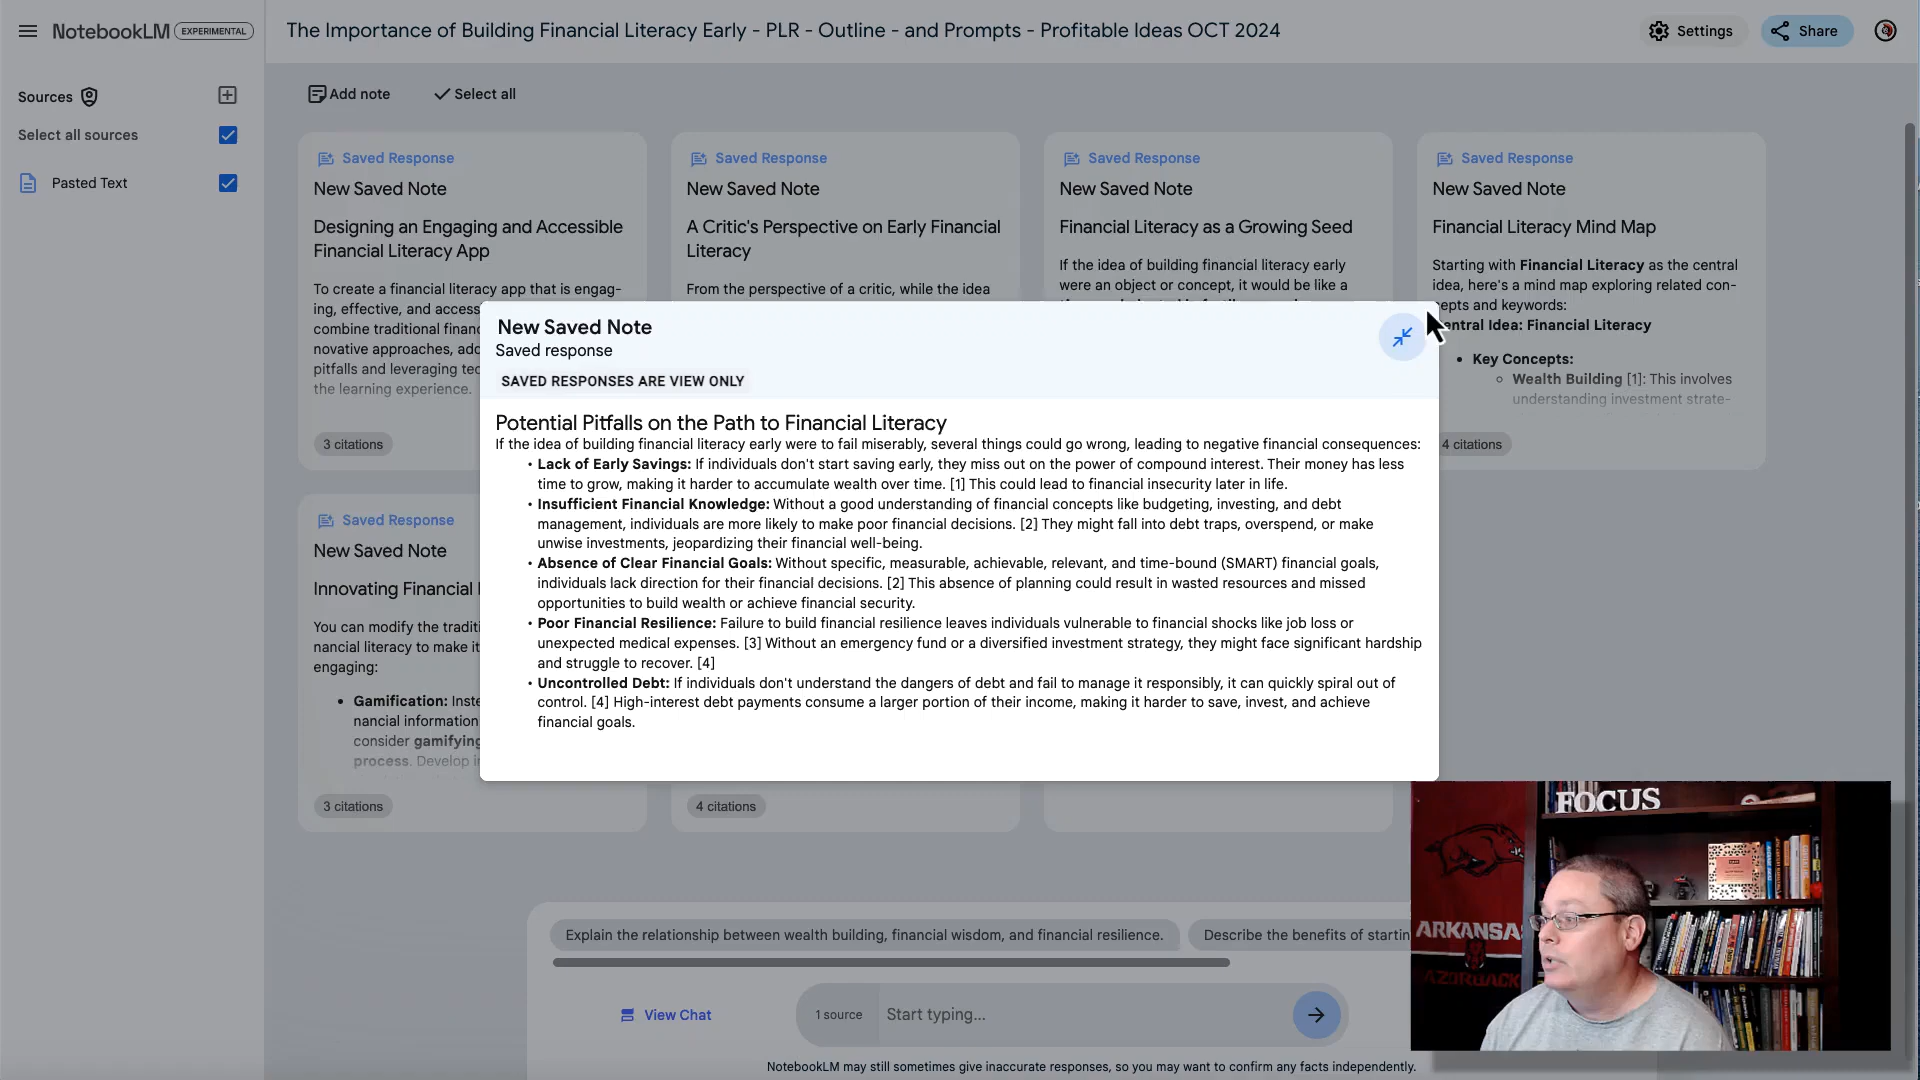 NotebookLM EXPERIMENTAL
The Importance of Building Financial Literacy Early - PLR - Outline - and Prompts - Profitable Ideas OCT 2024
Settings
Share
Sources
Select all sources
Pasted Text
Add note
Select all
Saved Response
New Saved Note
Designing an Engaging and Accessible
Financial Literacy App
To create a financial literacy app that is engag-
ing, effective, and access
combine traditional finan
novative approaches, add
pitfalls and leveraging tec
the learning experience.
3 citations
Saved Response
New Saved Note
A Critic's Perspective on Early Financial
Literacy
From the perspective of a critic, while the idea
Saved Response
New Saved Note
Financial Literacy as a Growing Seed
If the idea of building financial literacy early
were an object or concept, it would be like a
Saved Response
New Saved Note
Financial Literacy Mind Map
Starting with Financial Literacy as the central
idea, here's a mind map exploring related con-
cepts and keywords:
entral Idea: Financial Literacy
• Key Concepts:
Wealth Building [1]: This involves
understanding investment strate-
4 citations
New Saved Note
Saved response
SAVED RESPONSES ARE VIEW ONLY
Potential Pitfalls on the Path to Financial Literacy
If the idea of building financial literacy early were to fail miserably, several things could go wrong, leading to negative financial consequences:
• Lack of Early Savings: If individuals don't start saving early, they miss out on the power of compound interest. Their money has less
time to grow, making it harder to accumulate wealth over time. [1] This could lead to financial insecurity later in life.
• Insufficient Financial Knowledge: Without a good understanding of financial concepts like budgeting, investing, and debt
management, individuals are more likely to make poor financial decisions. [2] They might fall into debt traps, overspend, or make
unwise investments, jeopardizing their financial well-being.
• Absence of Clear Financial Goals: Without specific, measurable, achievable, relevant, and time-bound (SMART) financial goals,
individuals lack direction for their financial decisions. [2] This absence of planning could result in wasted resources and missed
opportunities to build wealth or achieve financial security.
• Poor Financial Resilience: Failure to build financial resilience leaves individuals vulnerable to financial shocks like job loss or
unexpected medical expenses. [3] Without an emergency fund or a diversified investment strategy, they might face significant hardship
and struggle to recover. [4]
• Uncontrolled Debt: If individuals don't understand the dangers of debt and fail to manage it responsibly, it can quickly spiral out of
control. [4] High-interest debt payments consume a larger portion of their income, making it harder to save, invest, and achieve
financial goals.
Saved Response
New Saved Note
Innovating Financial
You can modify the traditi
nancial literacy to make it
engaging:
• Gamification: Inste
nancial information
consider gamifying
process. Develop i
3 citations
4 citations
Explain the relationship between wealth building, financial wisdom, and financial resilience.
Describe the benefits of startin
View Chat
1 source
Start typing...
NotebookLM may still sometimes give inaccurate responses, so you may want to confirm any facts independently.
FOCUS
ARKANSA